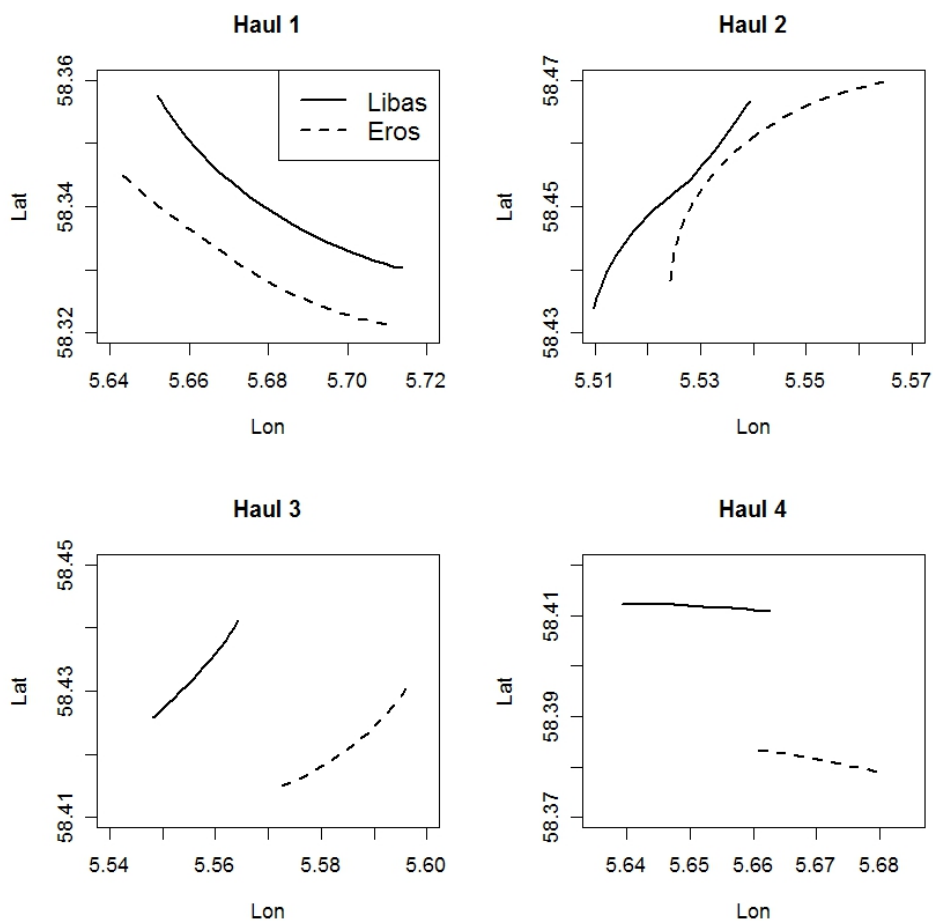 Haul 1
Lat
58.36
58.34
58.32
Libas
Eros
5.64 5.66 5.68 5.70 5.72
Lon
Haul 2
Lat
58.47
58.45
58.43
5.51 5.53 5.55 5.57
Lon
Haul 3
Lat
58.45
58.43
58.41
5.54 5.56 5.58 5.60
Lon
Haul 4
Lat
58.41
58.39
58.37
5.64 5.65 5.66 5.67 5.68
Lon